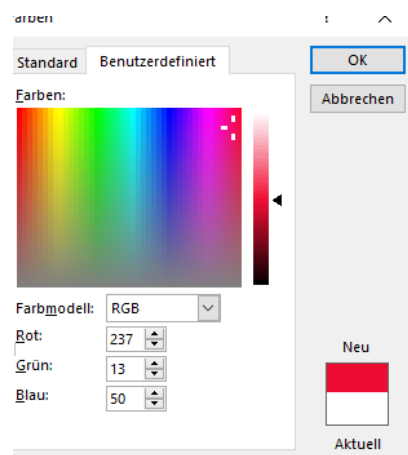 arben ?
Standard Benutzerdefiniert OK
Farben: Abbrechen
Farbmodell: RGB
Rot: 237
Grün: 13
Blau: 50
Neu
Aktuell